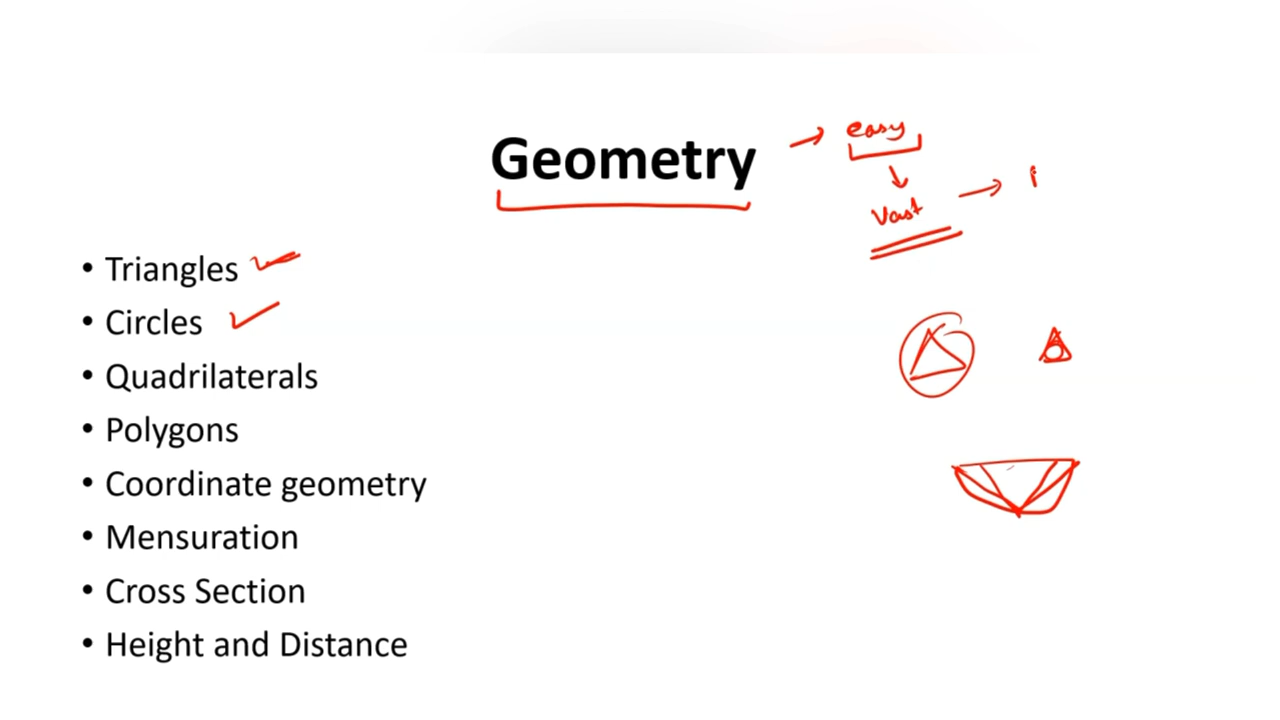 Geometry → easy
↓
Vast →
• Triangles ✓
• Circles ✓
• Quadrilaterals
• Polygons
• Coordinate geometry
• Mensuration
• Cross Section
• Height and Distance